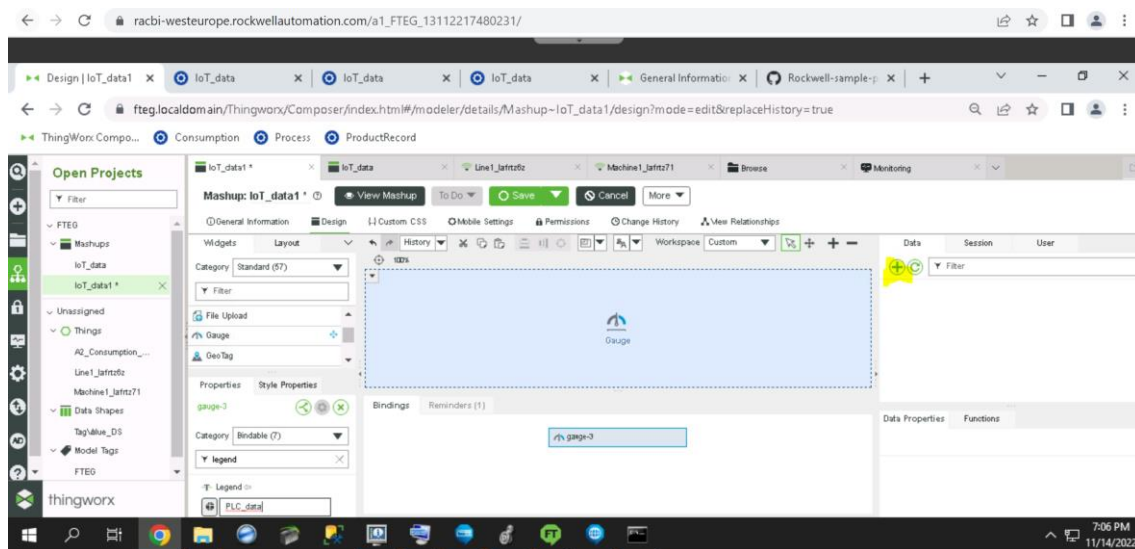 racbi-westeurope.rockwellautomation.com/a1_FTEG_13112217480231/
Design | IoT_data1
IoT_data
IoT_data
IoT_data
General Information
Rockwell-sample-p
fteg.localdomain/Thingworx/Composer/index.html#/modeler/details/Mashup~IoT_data1/design?mode=edit&replaceHistory=true
ThingWorx Compo... Consumption Process ProductRecord
Open Projects
Filter
FTEG
Mashups
IoT_data
IoT_data1 *
Unassigned
Things
A2_Consumption_...
Line1_lafrtz6z
Machine1_lafrtz71
Data Shapes
TagValue_DS
Model Tags
FTEG
thingworx
IoT_data1 * IoT_data Line1_lafrtz6z Machine1_lafrtz71 Browse Monitoring
Mashup: IoT_data1 * View Mashup To Do Save Cancel More
General Information Design Custom CSS Mobile Settings Permissions Change History View Relationships
Widgets Layout
Category Standard (57)
Filter
File Upload
Gauge
GeoTag
Properties Style Properties
gauge-3
Category Bindable (7)
legend
Legend
PLC_data
History Workspace Custom
100%
Gauge
Bindings Reminders (1)
gauge-3
Data Session User
Filter
Data Properties Functions
7:06 PM
11/14/2022